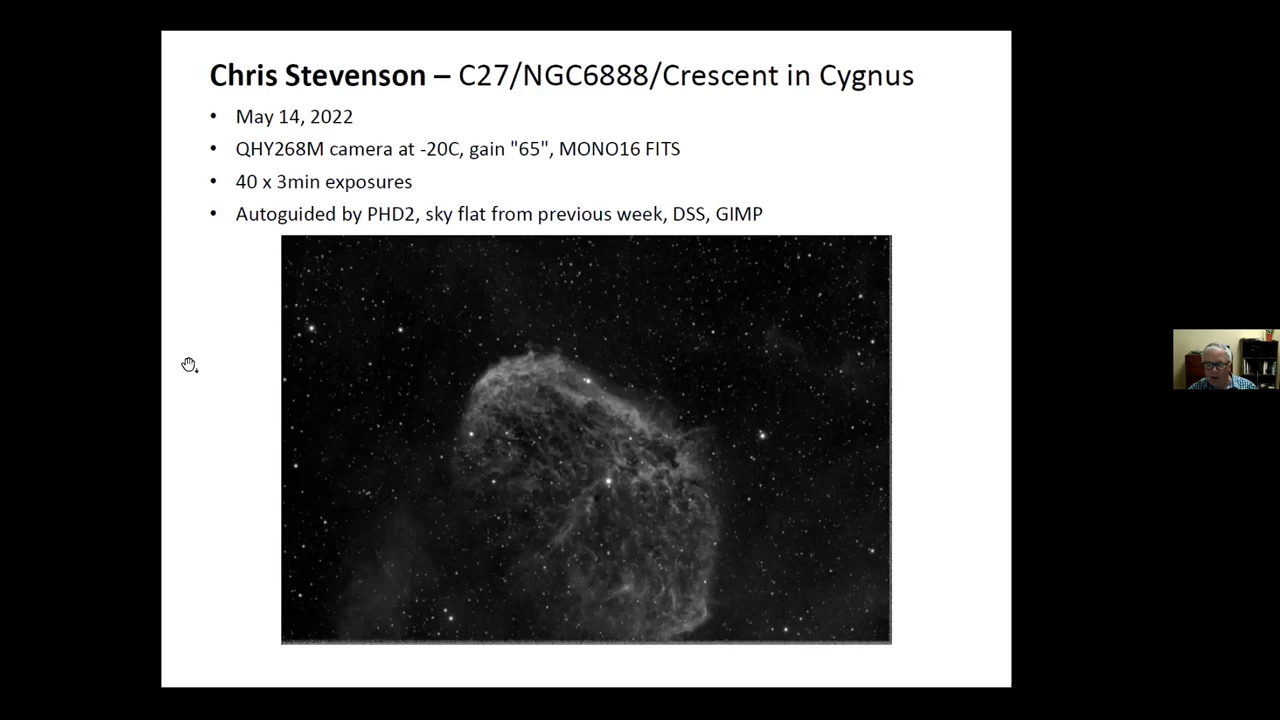 Chris Stevenson – C27/NGC6888/Crescent in Cygnus
• May 14, 2022
• QHY268M camera at -20C, gain "65", MONO16 FITS
• 40 x 3min exposures
• Autoguided by PHD2, sky flat from previous week, DSS, GIMP